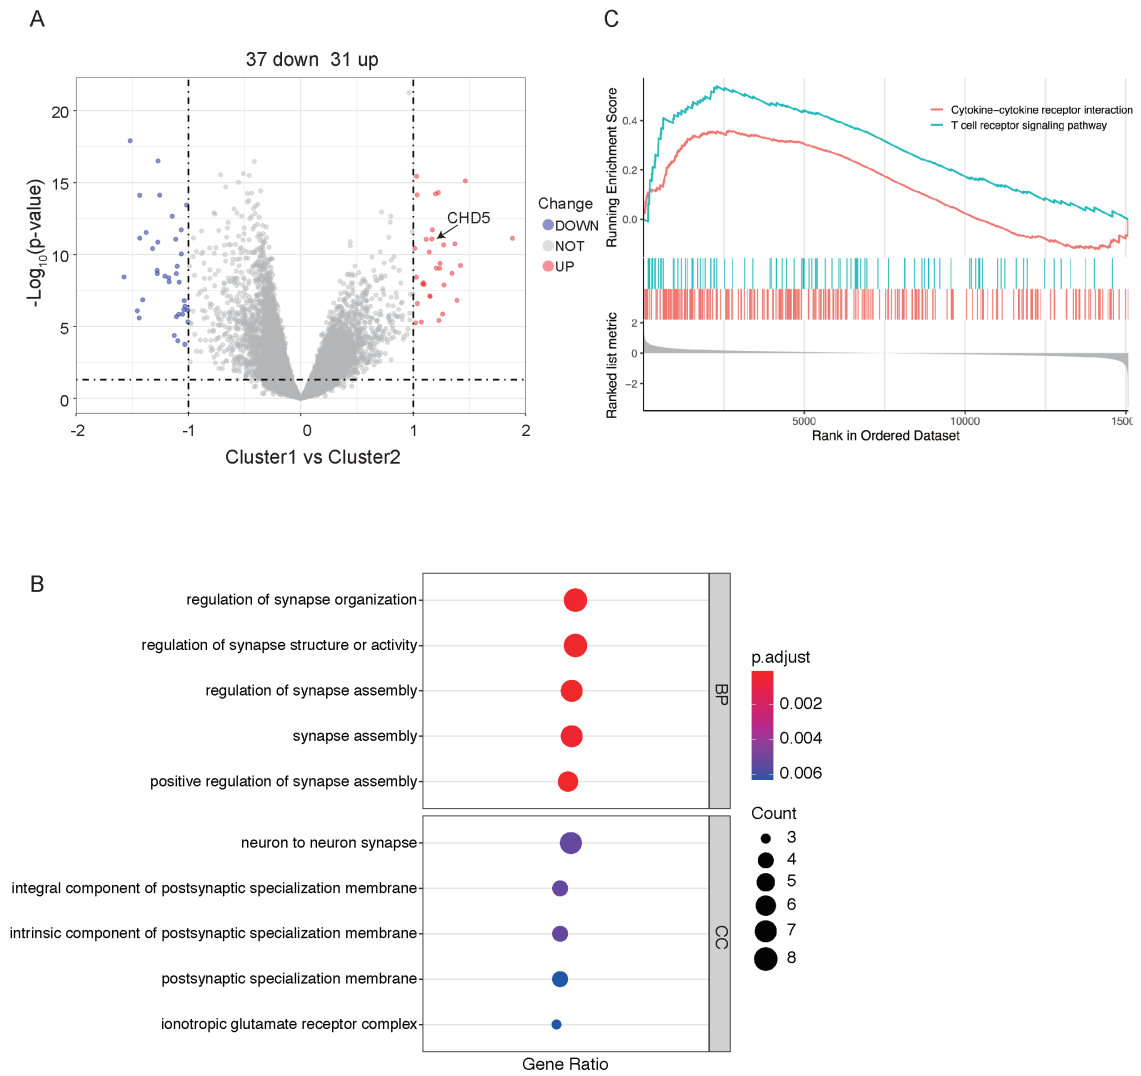 A
37 down 31 up
-Log10(p-value)
20
15
10
5
0
-2
-1
0
1
2
Cluster1 vs Cluster2
CHD5
Change
DOWN
NOT
UP
C
Running Enrichment Score
0.4
0.2
0.0
Cytokine−cytokine receptor interaction
T cell receptor signaling pathway
Ranked list metric
2
0
−2
5000
10000
1500
Rank in Ordered Dataset
B
regulation of synapse organization
regulation of synapse structure or activity
regulation of synapse assembly
synapse assembly
positive regulation of synapse assembly
BP
neuron to neuron synapse
integral component of postsynaptic specialization membrane
intrinsic component of postsynaptic specialization membrane
postsynaptic specialization membrane
ionotropic glutamate receptor complex
CC
Gene Ratio
p.adjust
0.002
0.004
0.006
Count
3
4
5
6
7
8